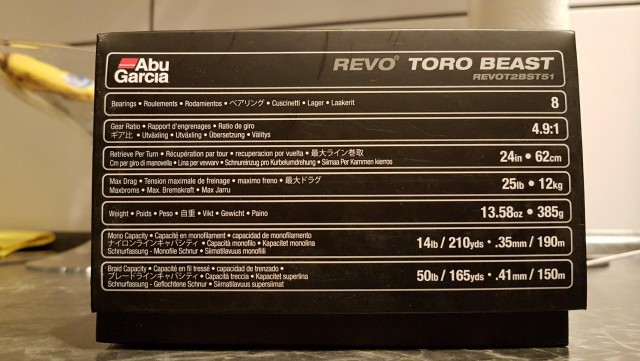 Abu Garcia
REVO® TORO BEAST
REVOT2BST51
Bearings • Roulements • Rodamientos • ベアリング • Cuscinetti • Lager • Laakerit
8
Gear Ratio • Rapport d'engrenages • Ratio de giro
ギア比 • Utväxling • Utväxling • Übersetzung • Välitys
4.9:1
Retrieve Per Turn • Récupération par tour • recuperacion por vuelta • 最大ライン巻取
Cm per giro di manovella • Lina per vevvarv • Schnureinzug pro Kurbelumdrehung • Siimaa Per Kammen kierros
24in • 62cm
Max Drag • Tension maximale de freinage • maximo freno • 最大ドラグ
Maxbroms • Max. Bremskraft • Max Jarru
25lb • 12kg
Weight • Poids • Peso • 自重 • Vikt • Gewicht • Paino
13.58oz • 385g
Mono Capacity • Capacité en monofilament • capacidad de monofilamento
ナイロンラインキャパシティ • Capacità monofilo • Kapacitet monolina
Schnurfassung - Monofile Schnur • Siimatilavuus monofiili
14lb / 210yds • .35mm / 190m
Braid Capacity • Capacité en fil tressé • capacidad de trenzado •
ブレードラインキャパシティ • Capacità treccia • Kapacitet superlina
Schnurfassung - Geflochtene Schnur • Siimatilavuus supersiimat
50lb / 165yds • .41mm / 150m